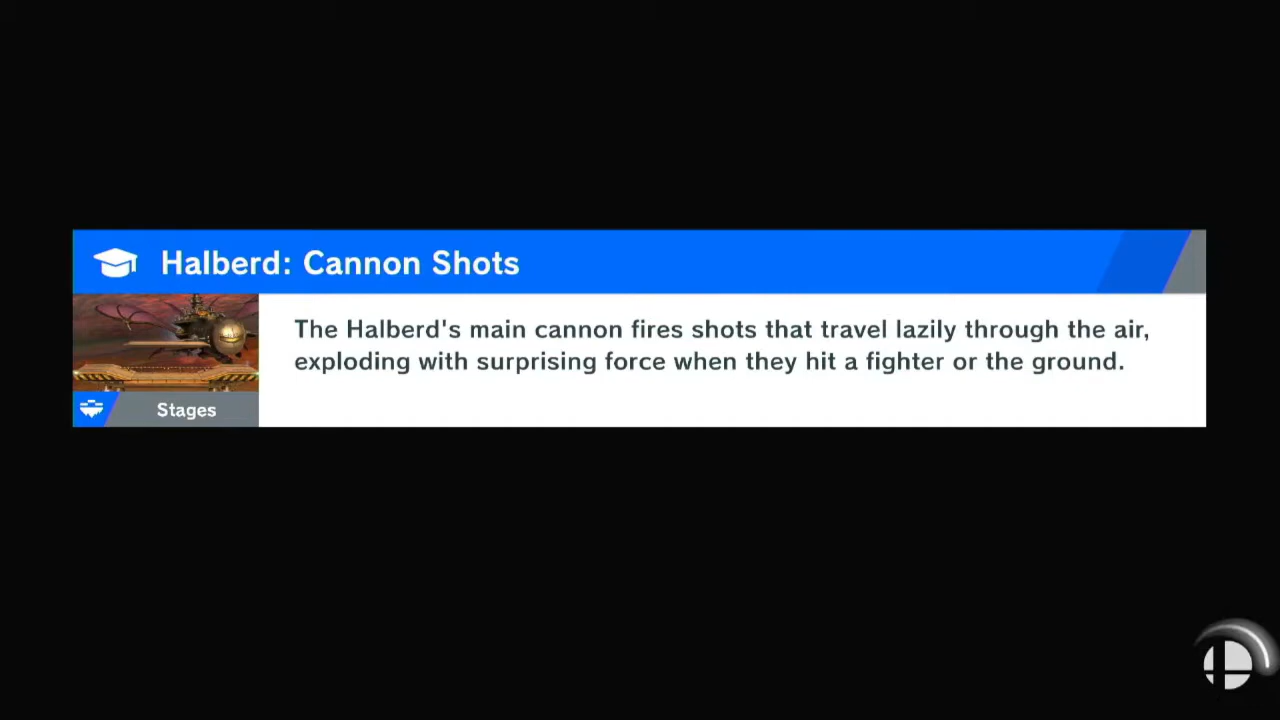 Halberd: Cannon Shots
The Halberd's main cannon fires shots that travel lazily through the air,
exploding with surprising force when they hit a fighter or the ground.
Stages